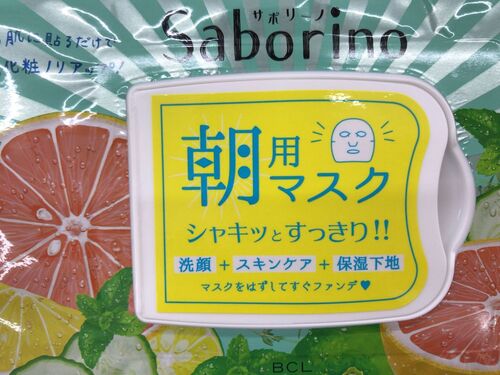 サボリーノ
Saborino
肌に貼るだけで
化粧ノリアップ!
朝用マスク
シャキッとすっきり!!
洗顔+スキンケア+保湿下地
マスクをはずしてすぐファンデ♥
BCL